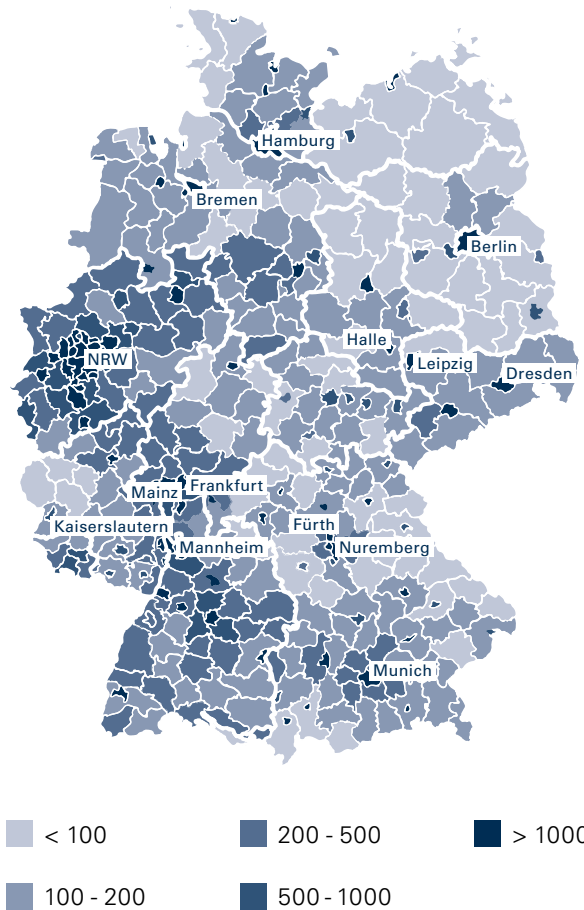 Hamburg
Bremen
Berlin
Halle
NRW
Leipzig
Dresden
Mainz
Frankfurt
Kaiserslautern
Fürth
Mannheim
Nuremberg
Munich
< 100
200 - 500
> 1000
100 - 200
500 - 1000